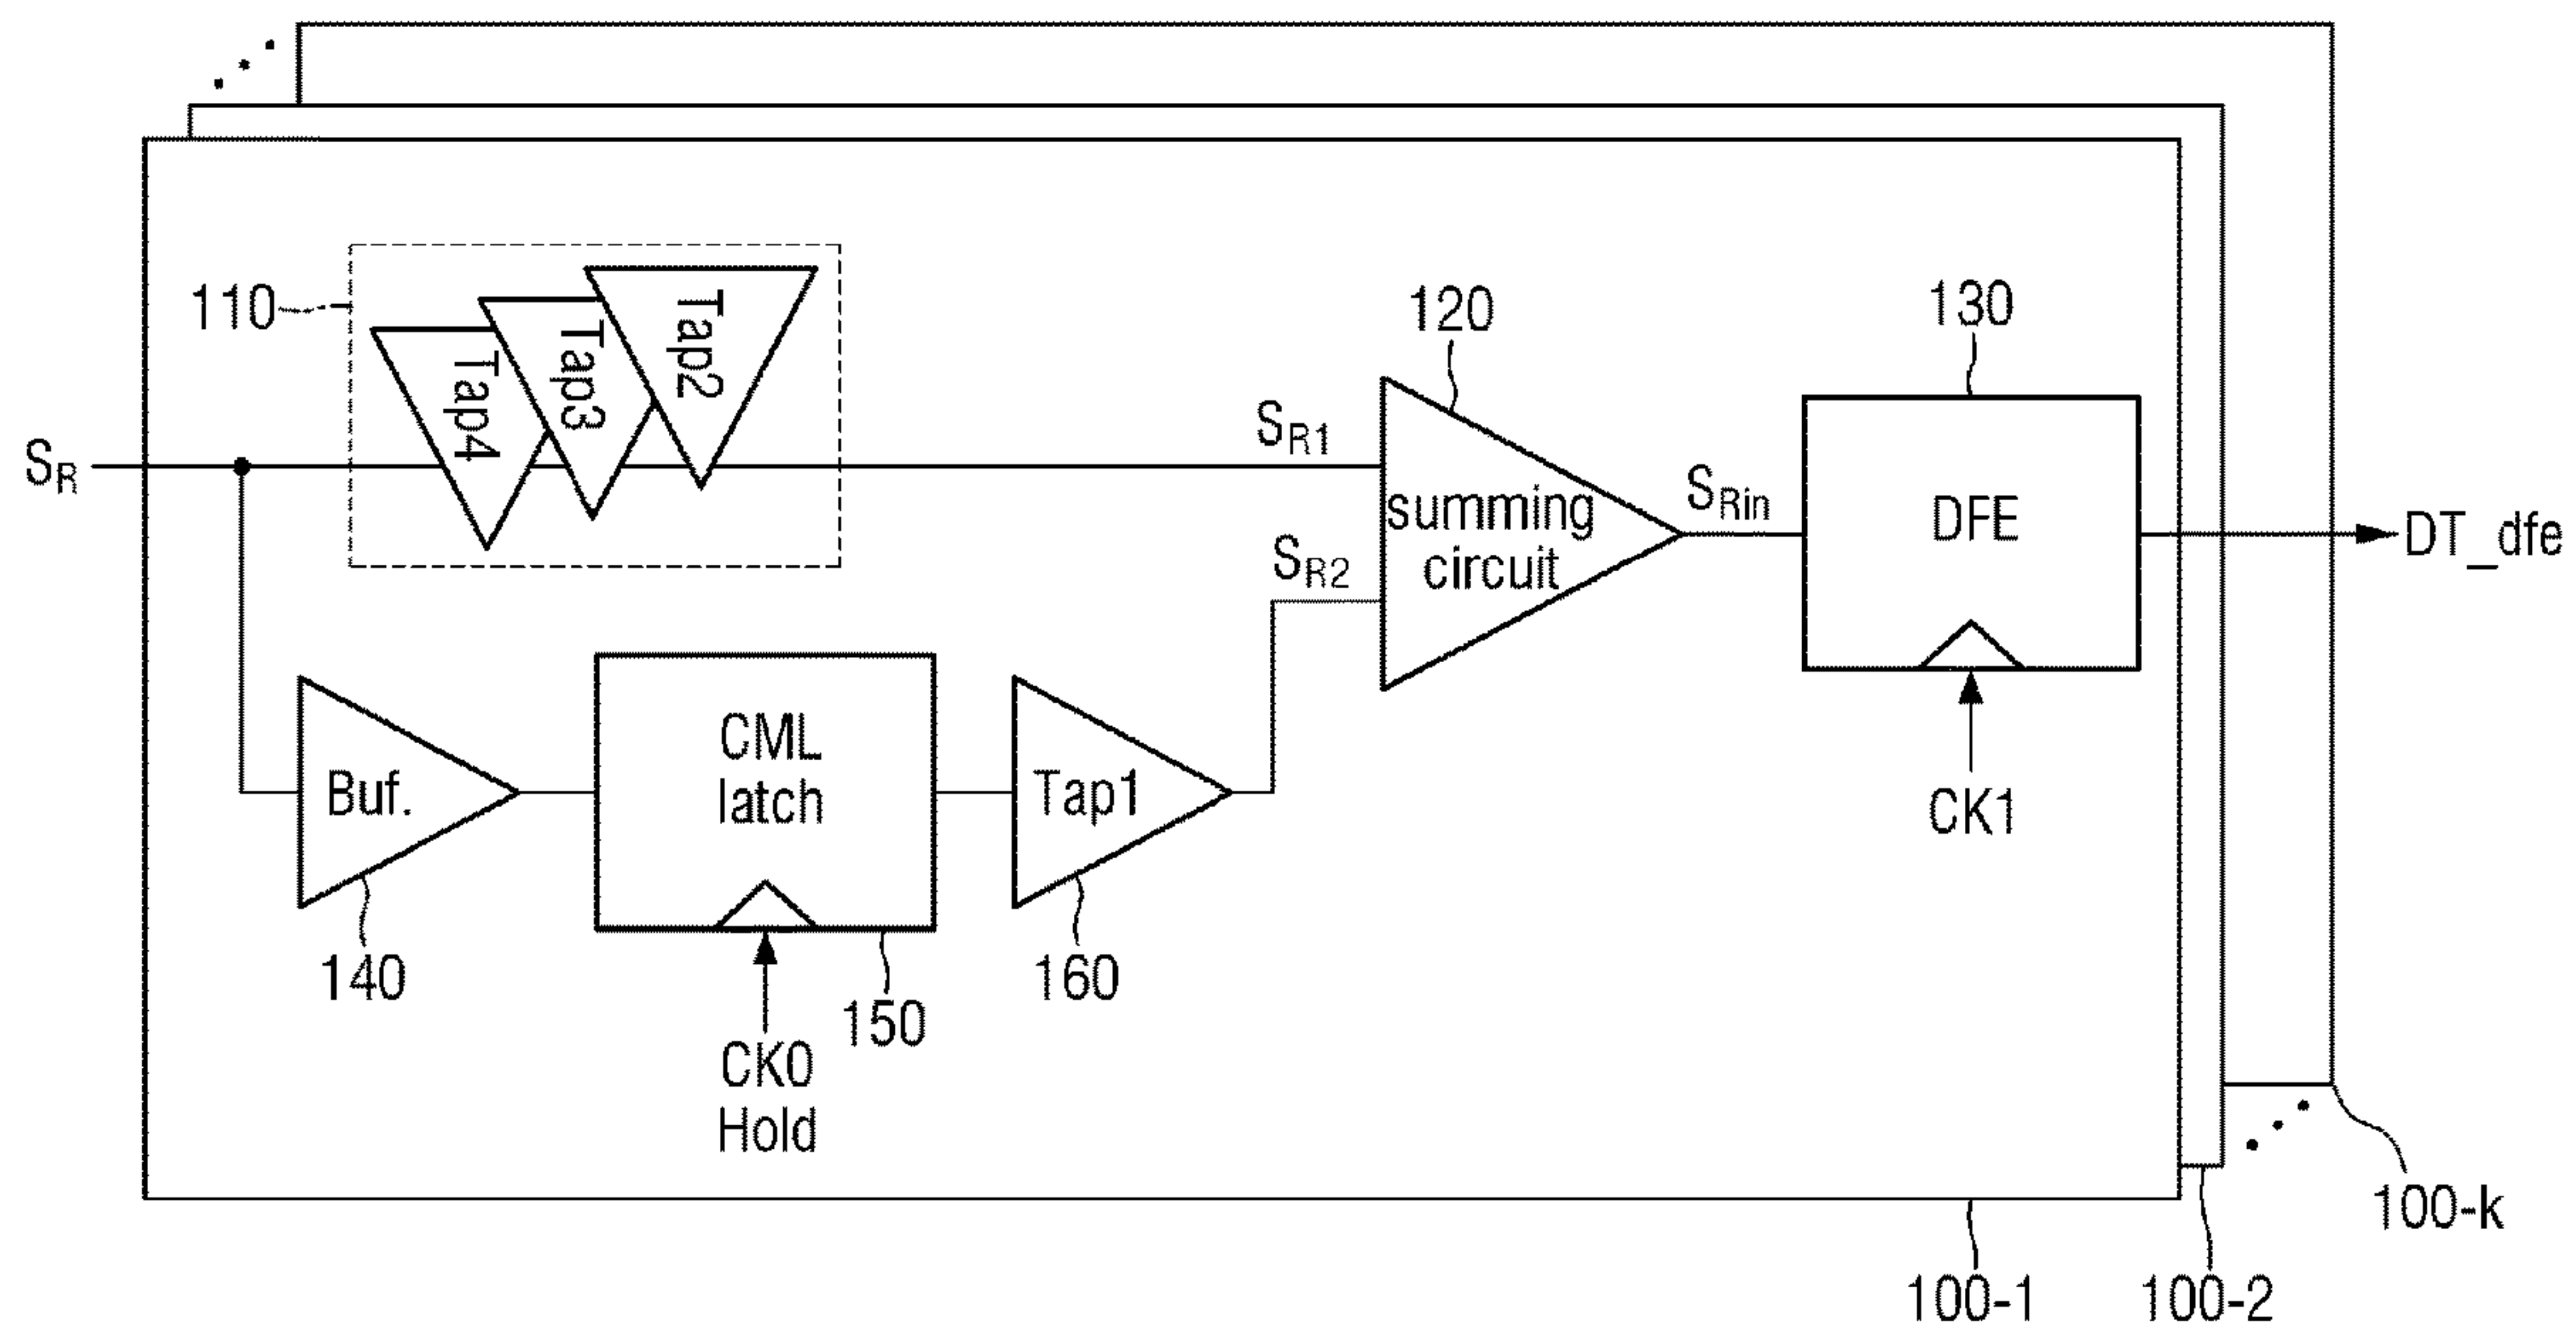 110
Tap4
Tap3
Tap2
120
130
SR
SR1
summing
circuit
SRin
DFE
DT_dfe
SR2
Buf.
CML
latch
Tap1
CK1
140
150
160
CK0
Hold
100-k
100-1
100-2